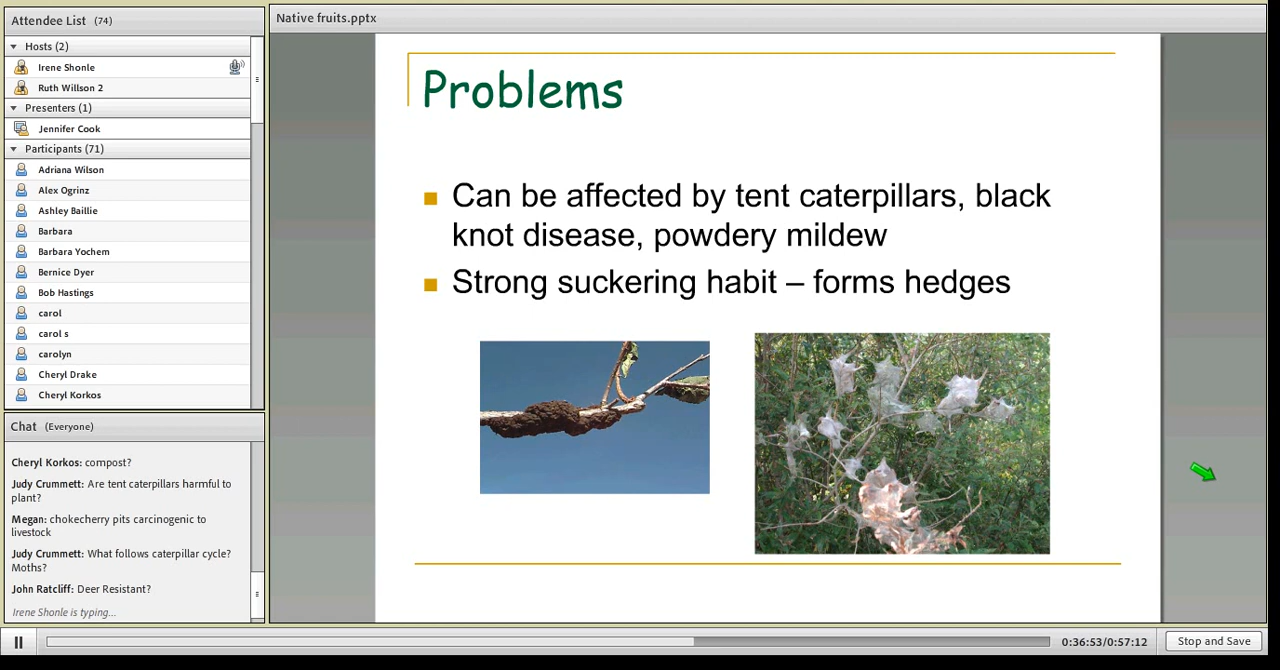 Attendee List (74)
Hosts (2)
Irene Shonle
Ruth Willson 2
Presenters (1)
Jennifer Cook
Participants (71)
Adriana Wilson
Alex Ogrinz
Ashley Baillie
Barbara
Barbara Yochem
Bernice Dyer
Bob Hastings
carol
carol s
carolyn
Cheryl Drake
Cheryl Korkos
Chat (Everyone)
Cheryl Korkos: compost?
Judy Crummett: Are tent caterpillars harmful to
plant?
Megan: chokecherry pits carcinogenic to
livestock
Judy Crummett: What follows caterpillar cycle?
Moths?
John Ratcliff: Deer Resistant?
Irene Shonle is typing...
Native fruits.pptx
Problems
Can be affected by tent caterpillars, black
knot disease, powdery mildew
Strong suckering habit – forms hedges
0:36:53/0:57:12
Stop and Save